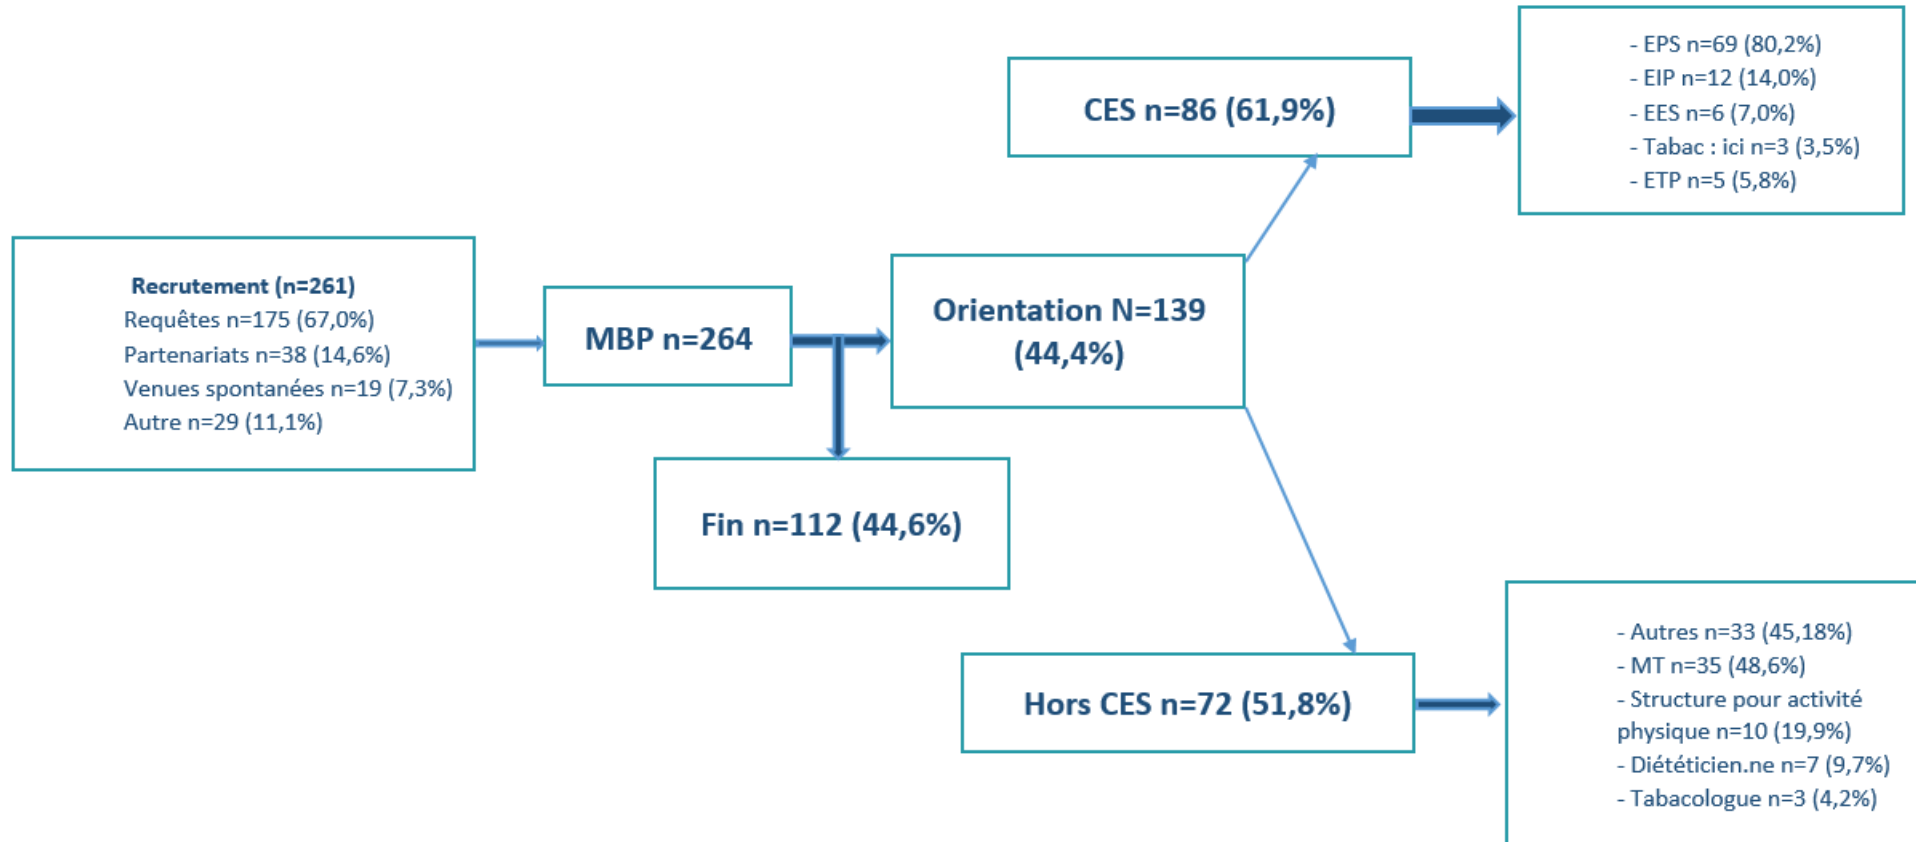 Recrutement (n=261)
Requêtes n=175 (67,0%)
Partenariats n=38 (14,6%)
Venues spontanées n=19 (7,3%)
Autre n=29 (11,1%)
MBP n=264
Fin n=112 (44,6%)
Orientation N=139
(44,4%)
CES n=86 (61,9%)
- EPS n=69 (80,2%)
- EIP n=12 (14,0%)
- EES n=6 (7,0%)
- Tabac : ici n=3 (3,5%)
- ETP n=5 (5,8%)
Hors CES n=72 (51,8%)
- Autres n=33 (45,18%)
- MT n=35 (48,6%)
- Structure pour activité
physique n=10 (19,9%)
- Diététicien.ne n=7 (9,7%)
- Tabacologue n=3 (4,2%)